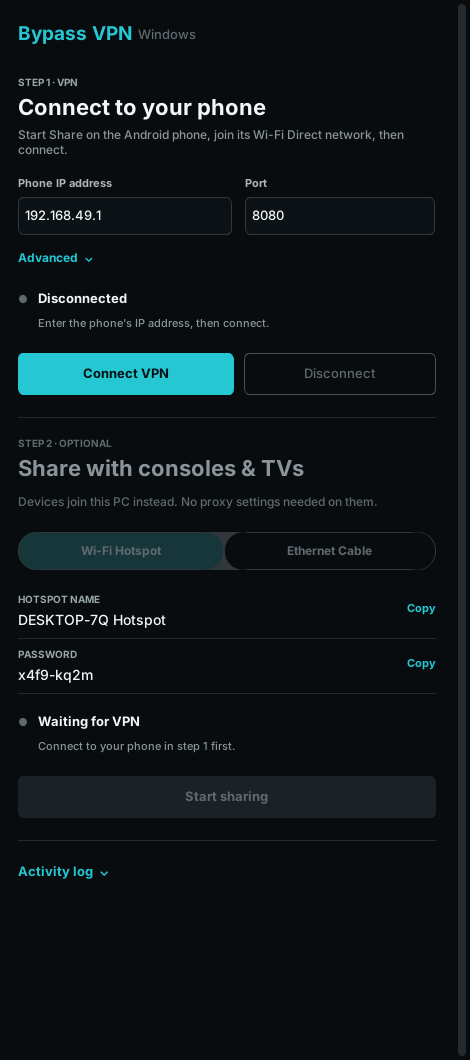 Bypass VPN Windows
STEP 1 · VPN
Connect to your phone
Start Share on the Android phone, join its Wi-Fi Direct network, then
connect.
Phone IP address
Port
192.168.49.1
8080
Advanced
Disconnected
Enter the phone's IP address, then connect.
Connect VPN
Disconnect
STEP 2 · OPTIONAL
Share with consoles & TVs
Devices join this PC instead. No proxy settings needed on them.
Wi-Fi Hotspot
Ethernet Cable
HOTSPOT NAME
DESKTOP-7Q Hotspot
Copy
PASSWORD
x4f9-kq2m
Copy
Waiting for VPN
Connect to your phone in step 1 first.
Start sharing
Activity log